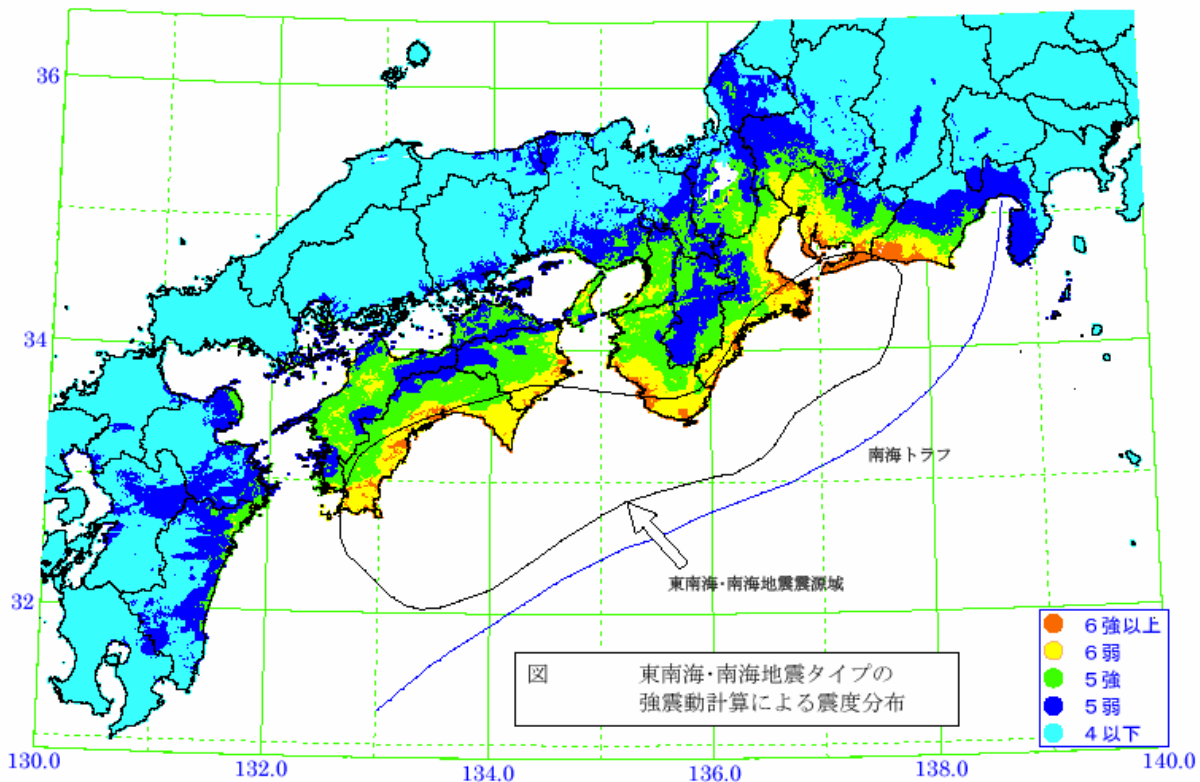 36
34
32
130.0
132.0
134.0
136.0
138.0
140.0
南海トラフ
東南海・南海地震震源域
図 東南海・南海地震タイプの
強震動計算による震度分布
6強以上
6弱
5強
5弱
4以下